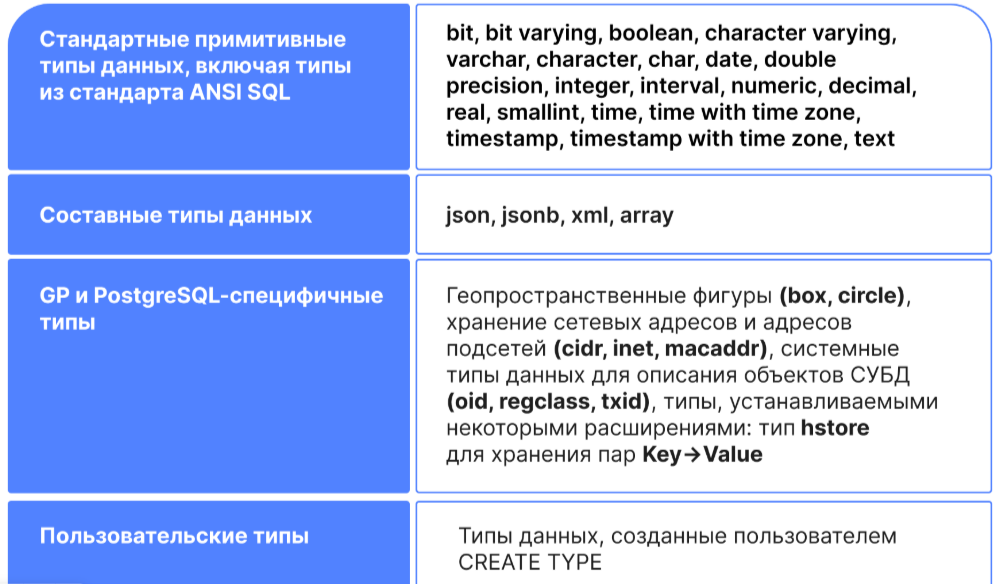 Стандартные примитивные
типы данных, включая типы
из стандарта ANSI SQL
bit, bit varying, boolean, character varying,
varchar, character, char, date, double
precision, integer, interval, numeric, decimal,
real, smallint, time, time with time zone,
timestamp, timestamp with time zone, text
Составные типы данных
json, jsonb, xml, array
GP и PostgreSQL-специфичные
типы
Геопространственные фигуры (box, circle),
хранение сетевых адресов и адресов
подсетей (cidr, inet, macaddr), системные
типы данных для описания объектов СУБД
(oid, regclass, txid), типы, устанавливаемыми
некоторыми расширениями: тип hstore
для хранения пар Key→Value
Пользовательские типы
Типы данных, созданные пользователем
CREATE TYPE